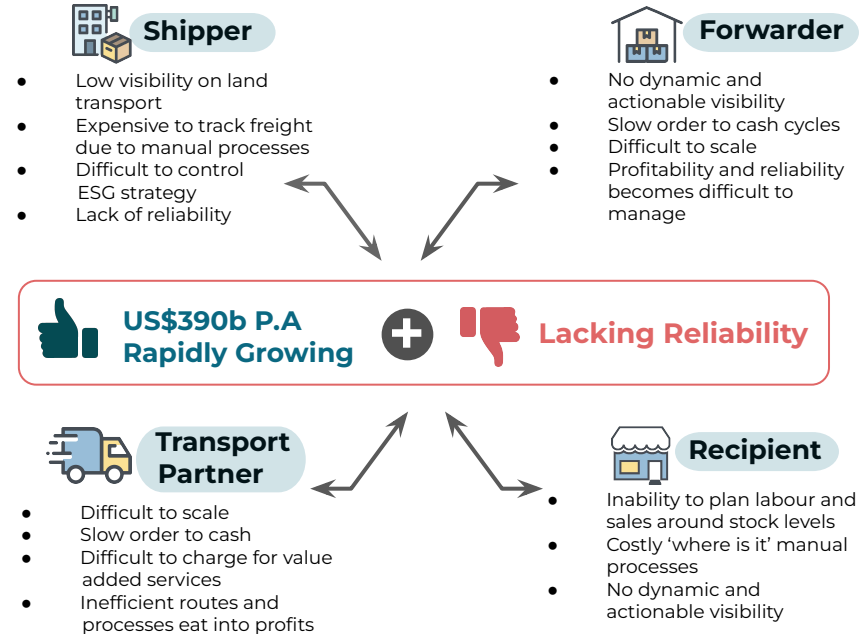 Shipper
● Low visibility on land
transport
● Expensive to track freight
due to manual processes
● Difficult to control
ESG strategy
● Lack of reliability
Forwarder
● No dynamic and
actionable visibility
● Slow order to cash cycles
● Difficult to scale
● Profitability and reliability
becomes difficult to
manage
US$390b P.A
Rapidly Growing
Lacking Reliability
Transport
Partner
● Difficult to scale
● Slow order to cash
● Difficult to charge for value
added services
● Inefficient routes and
processes eat into profits
Recipient
● Inability to plan labour and
sales around stock levels
● Costly ‘where is it’ manual
processes
● No dynamic and
actionable visibility